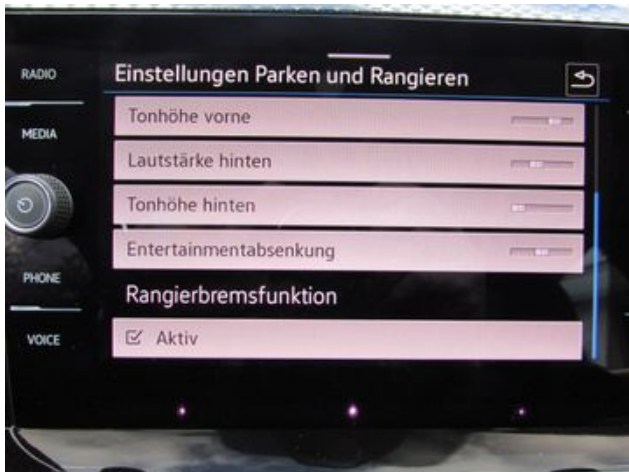 RADIO
Einstellungen Parken und Rangieren
Tonhöhe vorne
MEDIA
Lautstärke hinten
Tonhöhe hinten
Entertainmentabsenkung
PHONE
Rangierbremsfunktion
VOICE
Aktiv